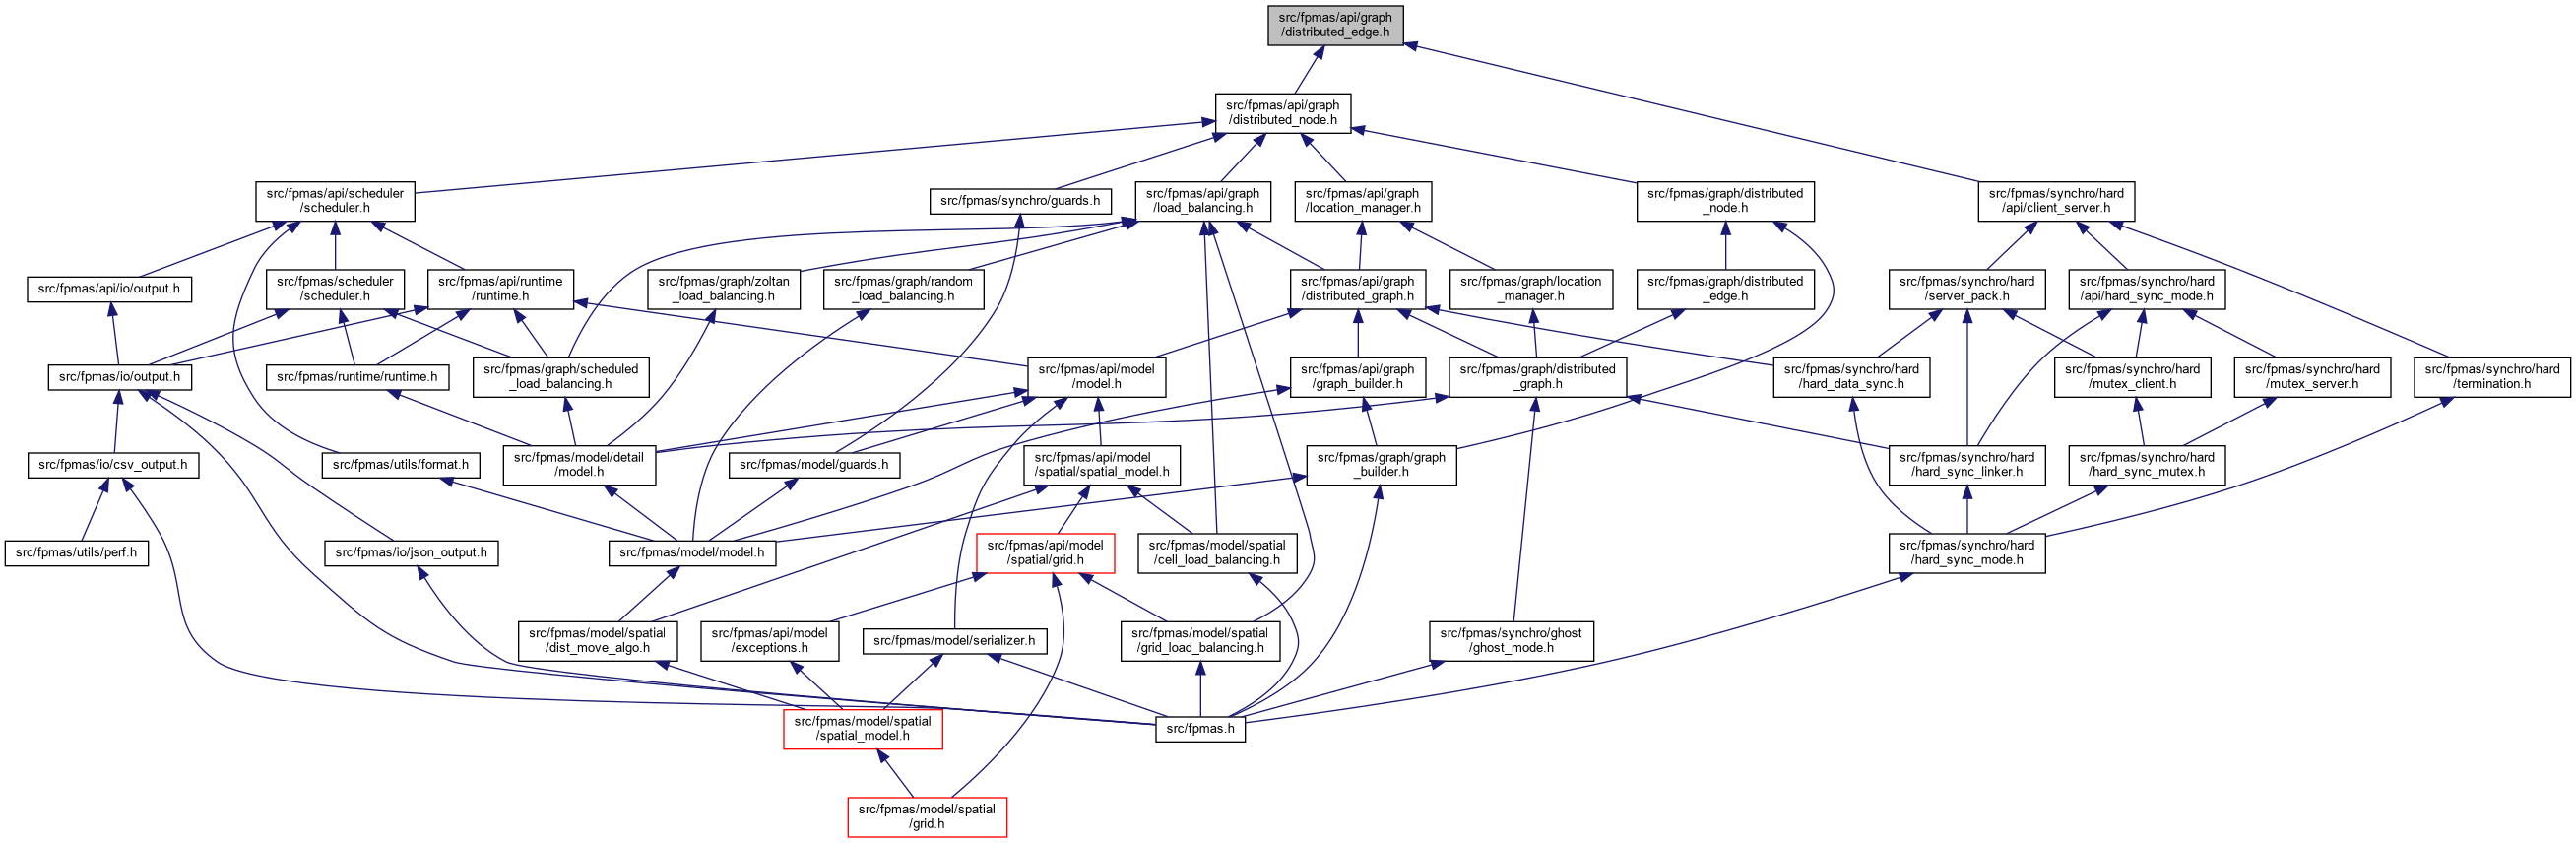 src/fpmas/api/graph
/distributed_edge.h
src/fpmas/api/graph
/distributed_node.h
src/fpmas/api/scheduler
/scheduler.h
src/fpmas/synchro/guards.h
src/fpmas/api/graph
/load_balancing.h
src/fpmas/api/graph
/location_manager.h
src/fpmas/graph/distributed
_node.h
src/fpmas/synchro/hard
/api/client_server.h
src/fpmas/api/io/output.h
src/fpmas/scheduler
/scheduler.h
src/fpmas/api/runtime
/runtime.h
src/fpmas/graph/zoltan
_load_balancing.h
src/fpmas/graph/random
_load_balancing.h
src/fpmas/api/graph
/distributed_graph.h
src/fpmas/graph/location
_manager.h
src/fpmas/graph/distributed
_edge.h
src/fpmas/synchro/hard
/server_pack.h
src/fpmas/synchro/hard
/api/hard_sync_mode.h
src/fpmas/io/output.h
src/fpmas/runtime/runtime.h
src/fpmas/graph/scheduled
_load_balancing.h
src/fpmas/api/model
/model.h
src/fpmas/api/graph
/graph_builder.h
src/fpmas/graph/distributed
_graph.h
src/fpmas/synchro/hard
/hard_data_sync.h
src/fpmas/synchro/hard
/mutex_client.h
src/fpmas/synchro/hard
/mutex_server.h
src/fpmas/synchro/hard
/termination.h
src/fpmas/io/csv_output.h
src/fpmas/utils/format.h
src/fpmas/model/detail
/model.h
src/fpmas/model/guards.h
src/fpmas/api/model
/spatial/spatial_model.h
src/fpmas/graph/graph
_builder.h
src/fpmas/synchro/hard
/hard_sync_linker.h
src/fpmas/synchro/hard
/hard_sync_mutex.h
src/fpmas/utils/perf.h
src/fpmas/io/json_output.h
src/fpmas/model/model.h
src/fpmas/api/model
/spatial/grid.h
src/fpmas/model/spatial
/cell_load_balancing.h
src/fpmas/synchro/hard
/hard_sync_mode.h
src/fpmas/model/spatial
/dist_move_algo.h
src/fpmas/api/model
/exceptions.h
src/fpmas/model/serializer.h
src/fpmas/model/spatial
/grid_load_balancing.h
src/fpmas/synchro/ghost
/ghost_mode.h
src/fpmas/model/spatial
/spatial_model.h
src/fpmas.h
src/fpmas/model/spatial
/grid.h